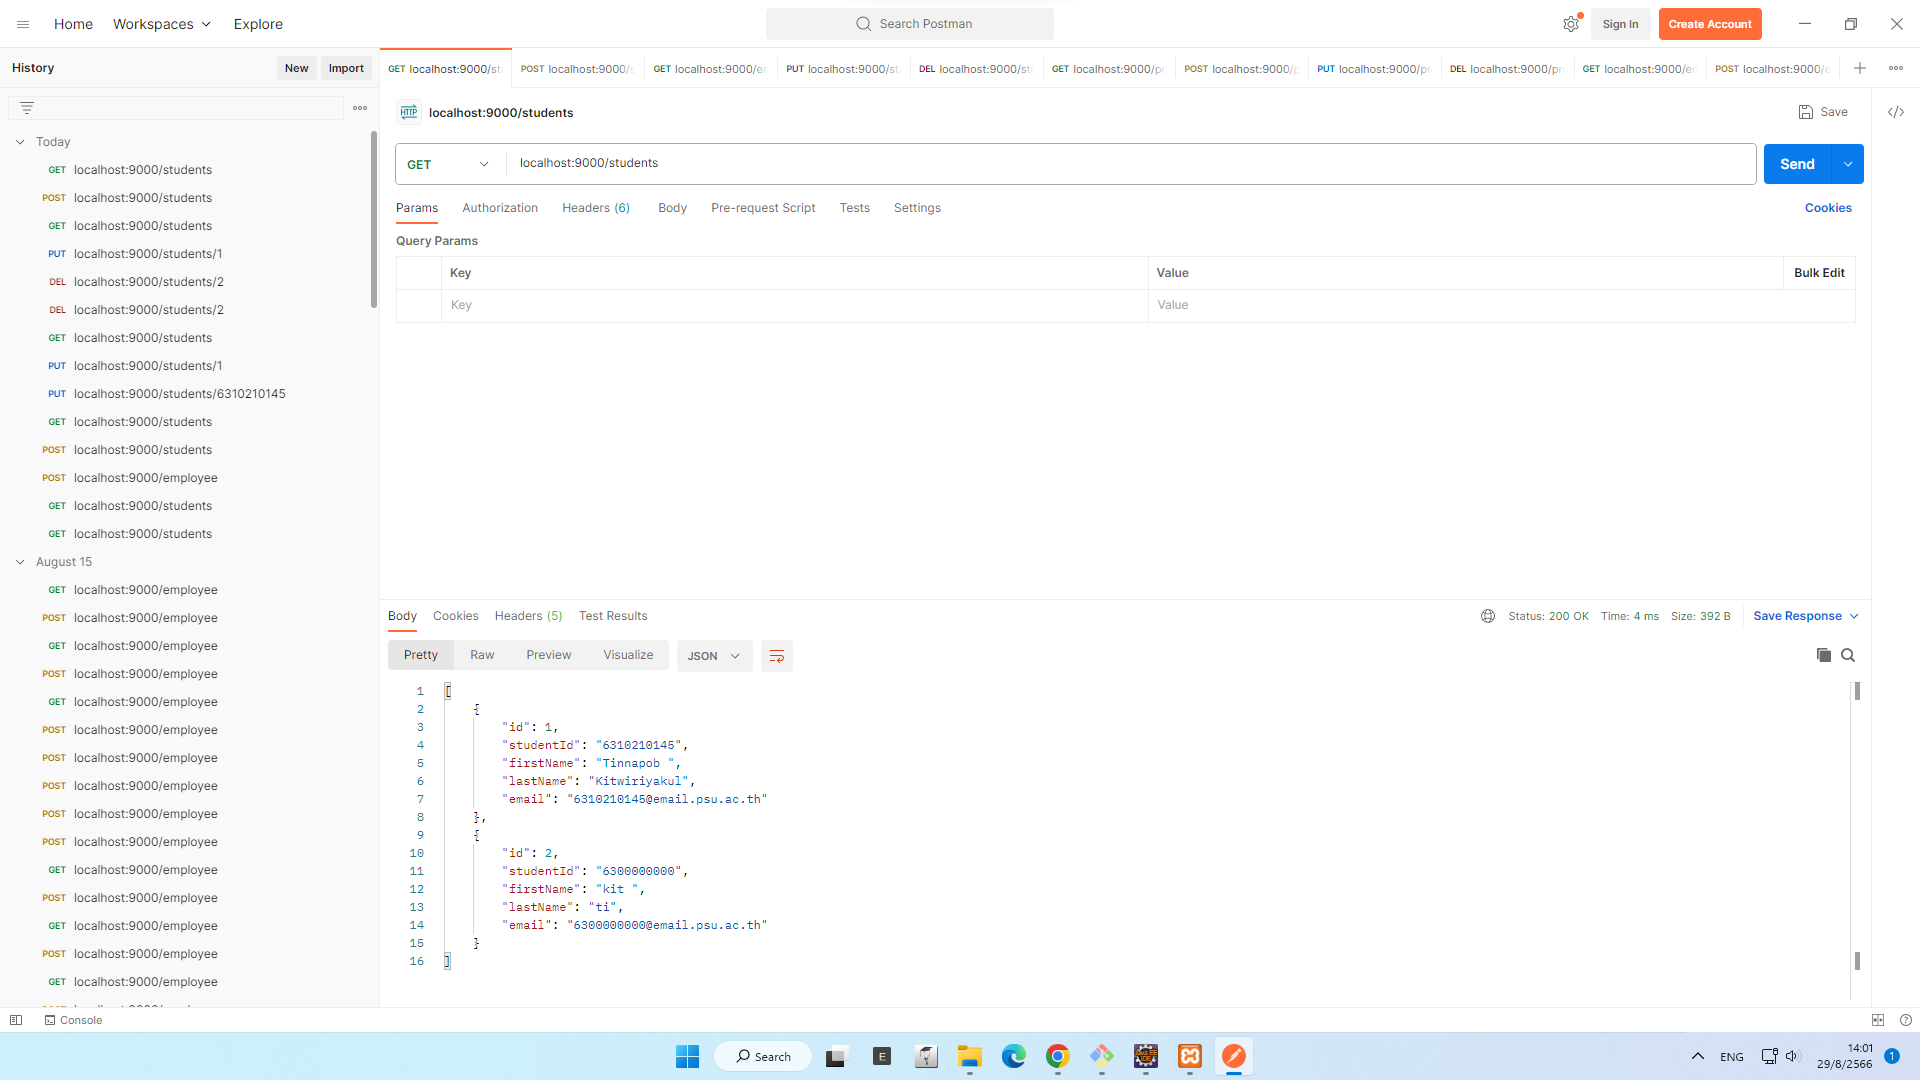 Home Workspaces Explore
Search Postman
Sign In Create Account
History New Import
GET localhost:9000/st POST localhost:9000/s GET localhost:9000/e PUT localhost:9000/st DEL localhost:9000/stu GET localhost:9000/pr POST localhost:9000/p PUT localhost:9000/pr DEL localhost:9000/pr GET localhost:9000/e POST localhost:9000/e
HTTP localhost:9000/students Save
Today
GET localhost:9000/students
POST localhost:9000/students
GET localhost:9000/students
PUT localhost:9000/students/1
DEL localhost:9000/students/2
DEL localhost:9000/students/2
GET localhost:9000/students
PUT localhost:9000/students/1
PUT localhost:9000/students/6310210145
GET localhost:9000/students
POST localhost:9000/students
POST localhost:9000/employee
GET localhost:9000/students
GET localhost:9000/students
August 15
GET localhost:9000/employee
POST localhost:9000/employee
GET localhost:9000/employee
POST localhost:9000/employee
GET localhost:9000/employee
POST localhost:9000/employee
POST localhost:9000/employee
POST localhost:9000/employee
POST localhost:9000/employee
POST localhost:9000/employee
GET localhost:9000/employee
POST localhost:9000/employee
GET localhost:9000/employee
POST localhost:9000/employee
GET localhost:9000/employee
GET localhost:9000/students Send
Params Authorization Headers (6) Body Pre-request Script Tests Settings Cookies
Query Params
Key Value Bulk Edit
Key Value
Body Cookies Headers (5) Test Results Status: 200 OK Time: 4 ms Size: 392 B Save Response
Pretty Raw Preview Visualize JSON
1 [
2 {
3 "id": 1,
4 "studentId": "6310210145",
5 "firstName": "Tinnapob ",
6 "lastName": "Kitwiriyakul",
7 "email": "6310210145@email.psu.ac.th"
8 },
9 {
10 "id": 2,
11 "studentId": "6300000000",
12 "firstName": "kit ",
13 "lastName": "ti",
14 "email": "6300000000@email.psu.ac.th"
15 }
16 ]
Console
Search
E
ENG
14:01
29/8/2566
1